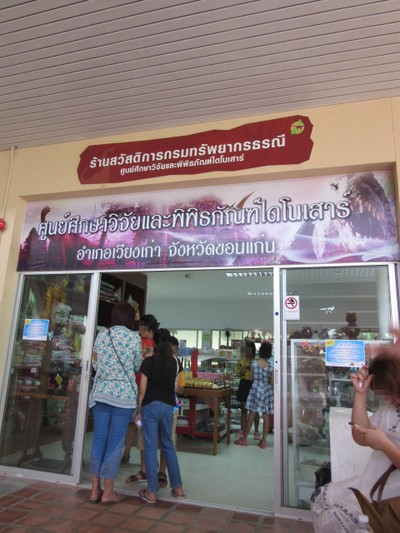 ร้านสวัสดิการกรมทรัพยากรธรณี
ศูนย์ศึกษาวิจัยและพิพิธภัณฑ์ไดโนเสาร์
ศูนย์ศึกษาวิจัยและพิพิธภัณฑ์ไดโนเสาร์
อำเภอเวียงเก่า จังหวัดขอนแก่น